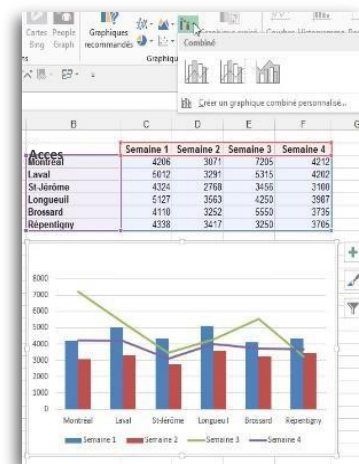 Cartes People Graphiques
Bing Graph recommandés
Graphiqu
Combiné
Créer un graphique combiné personnalisé...
B C D E F
Acces Semaine 1 Semaine 2 Semaine 3 Semaine 4
Montréal 4206 3071 7205 4212
Laval 5012 3291 5315 4202
St-Jérôme 4324 2768 3456 3100
Longueuil 5127 3563 4250 3987
Brossard 4110 3252 5550 3735
Répentigny 4338 3417 3250 3705
8000
7000
6000
5000
4000
3000
2000
1000
0
Montréal Laval St-Jérôme Longueuil Brossard Répentigny
Semaine 1 Semaine 2 Semaine 3 Semaine 4